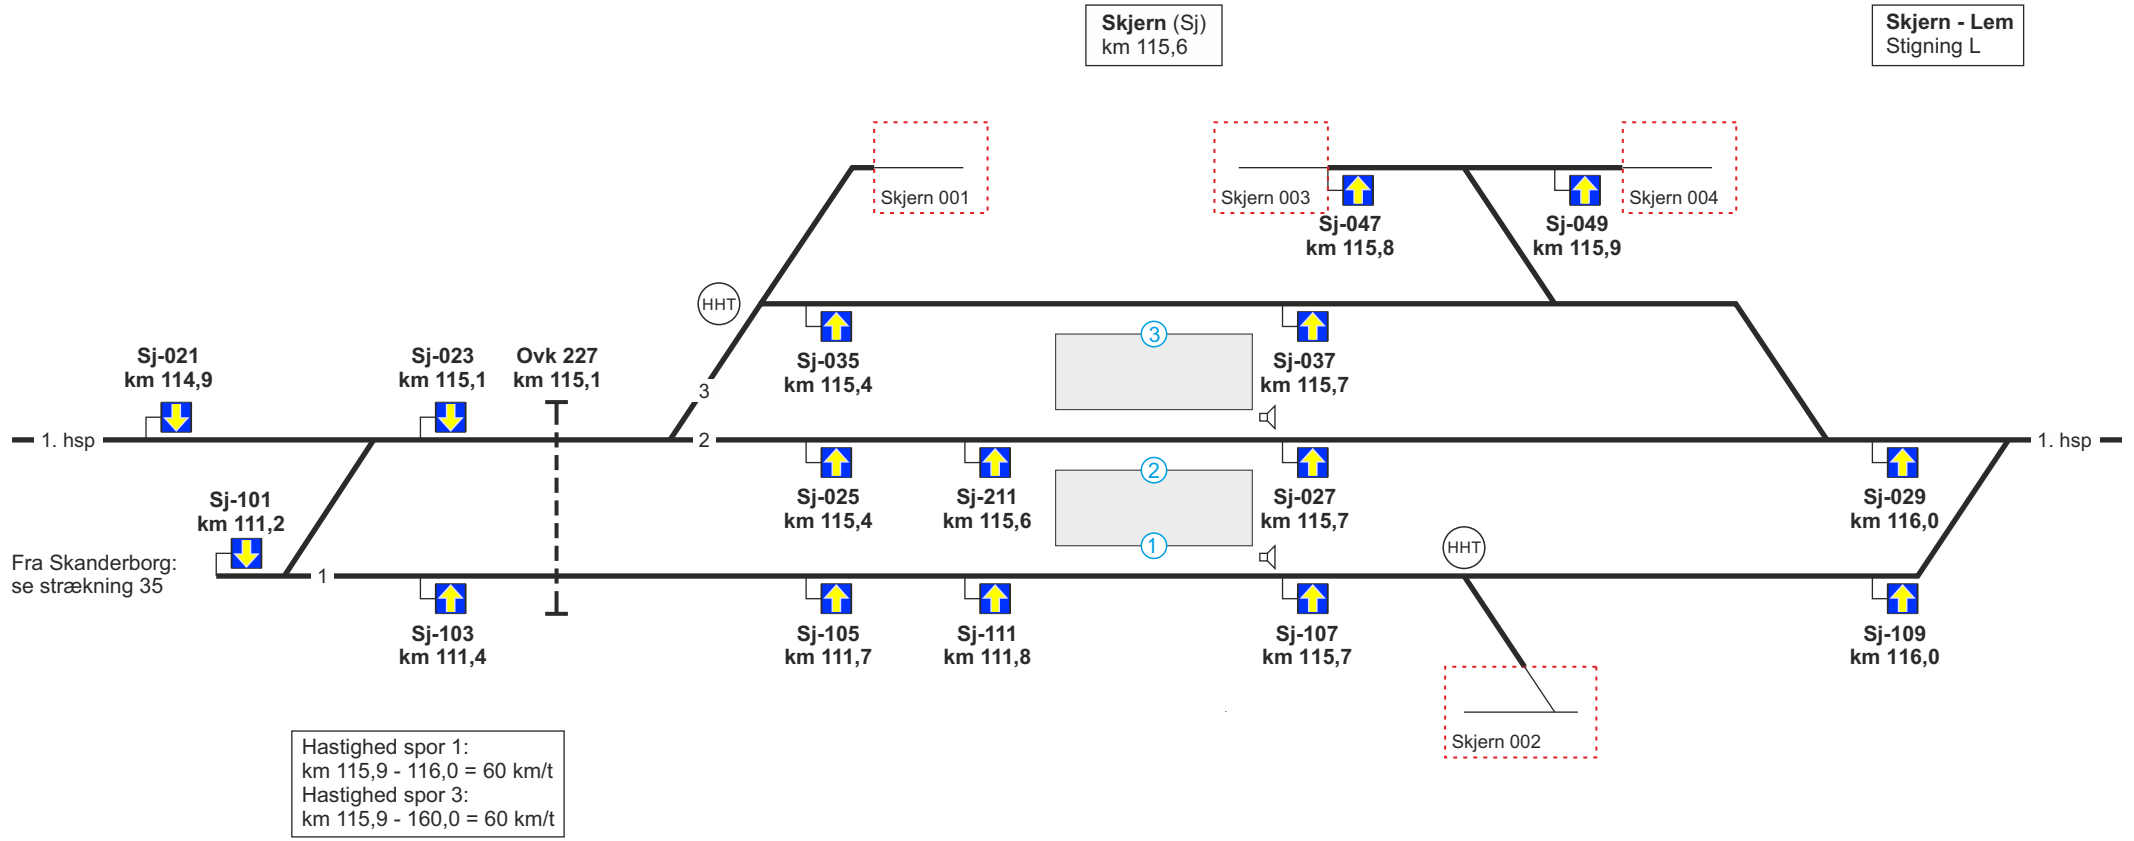 Skjern (Sj)
km 115,6
Skjern - Lem
Stigning L
Skjern 001
Skjern 003
Skjern 004
Sj-047
km 115,8
Sj-049
km 115,9
HHT
3
Sj-021
km 114,9
Sj-023
km 115,1
Ovk 227
km 115,1
Sj-035
km 115,4
Sj-037
km 115,7
3
1. hsp
2
1. hsp
2
Sj-101
km 111,2
Sj-025
km 115,4
Sj-211
km 115,6
Sj-027
km 115,7
Sj-029
km 116,0
1
HHT
Fra Skanderborg:
se strækning 35
1
Sj-103
km 111,4
Sj-105
km 111,7
Sj-111
km 111,8
Sj-107
km 115,7
Sj-109
km 116,0
Skjern 002
Hastighed spor 1:
km 115,9 - 116,0 = 60 km/t
Hastighed spor 3:
km 115,9 - 160,0 = 60 km/t